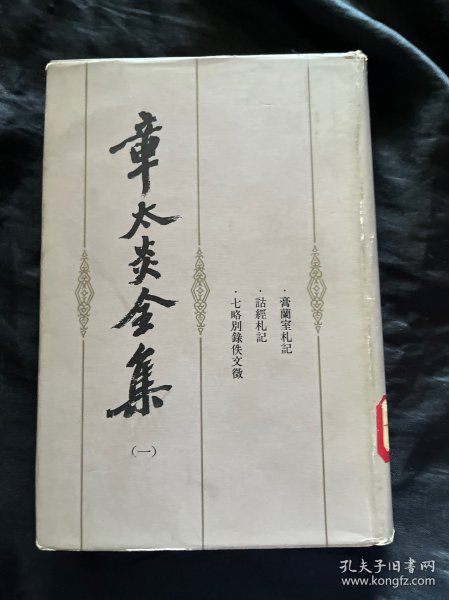 章太炎全集
(一)
·膏蘭室札記
·詁經札記
·七略別錄佚文徵
孔夫子旧书网
www.kongfz.com